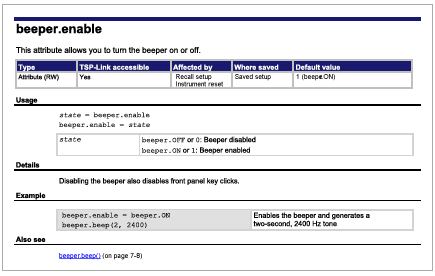 beeper.enable
This attribute allows you to turn the beeper on or off.
Type TSP-Link accessible Affected by Where saved Default value
Attribute (RW) Yes Recall setup Saved setup 1 (beeper.ON)
Instrument reset
Usage
state = beeper.enable
beeper.enable = state
state beeper.OFF or 0: Beeper disabled
beeper.ON or 1: Beeper enabled
Details
Disabling the beeper also disables front panel key clicks.
Example
beeper.enable = beeper.ON Enables the beeper and generates a
beeper.beep(2, 2400) two-second, 2400 Hz tone
Also see
beeper.beep() (on page 7-8)